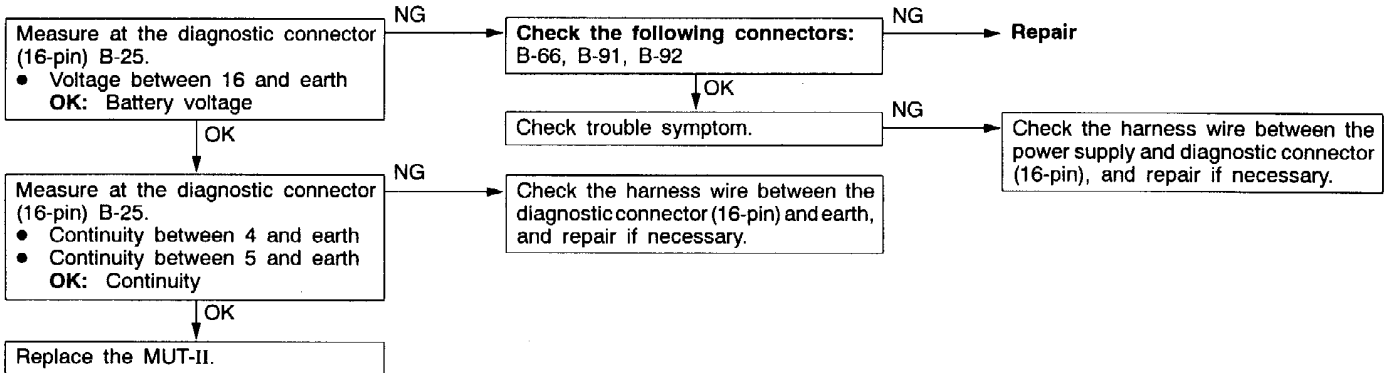 Measure at the diagnostic connector
(16-pin) B-25.
● Voltage between 16 and earth
OK: Battery voltage
NG
Check the following connectors:
B-66, B-91, B-92
NG
Repair
OK
Check trouble symptom.
NG
Check the harness wire between the
power supply and diagnostic connector
(16-pin), and repair if necessary.
OK
Measure at the diagnostic connector
(16-pin) B-25.
● Continuity between 4 and earth
● Continuity between 5 and earth
OK: Continuity
NG
Check the harness wire between the
diagnostic connector (16-pin) and earth,
and repair if necessary.
OK
Replace the MUT-II.